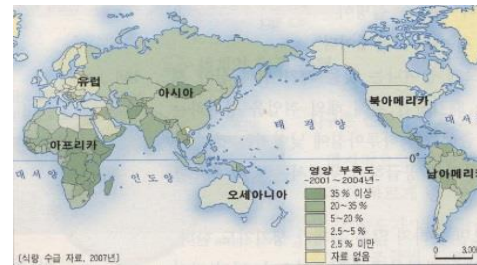 유럽
아시아
북아메리카
아프리카
태평양
대서
0°
대서양
인도양
오세아니아
남아메리
영양 부족도
-2001~2004년-
35 % 이상
20~35 %
5~20 %
2.5~5 %
2.5 % 미만
자료 없음
(식량 수급 자료, 2007년)
0 3,000